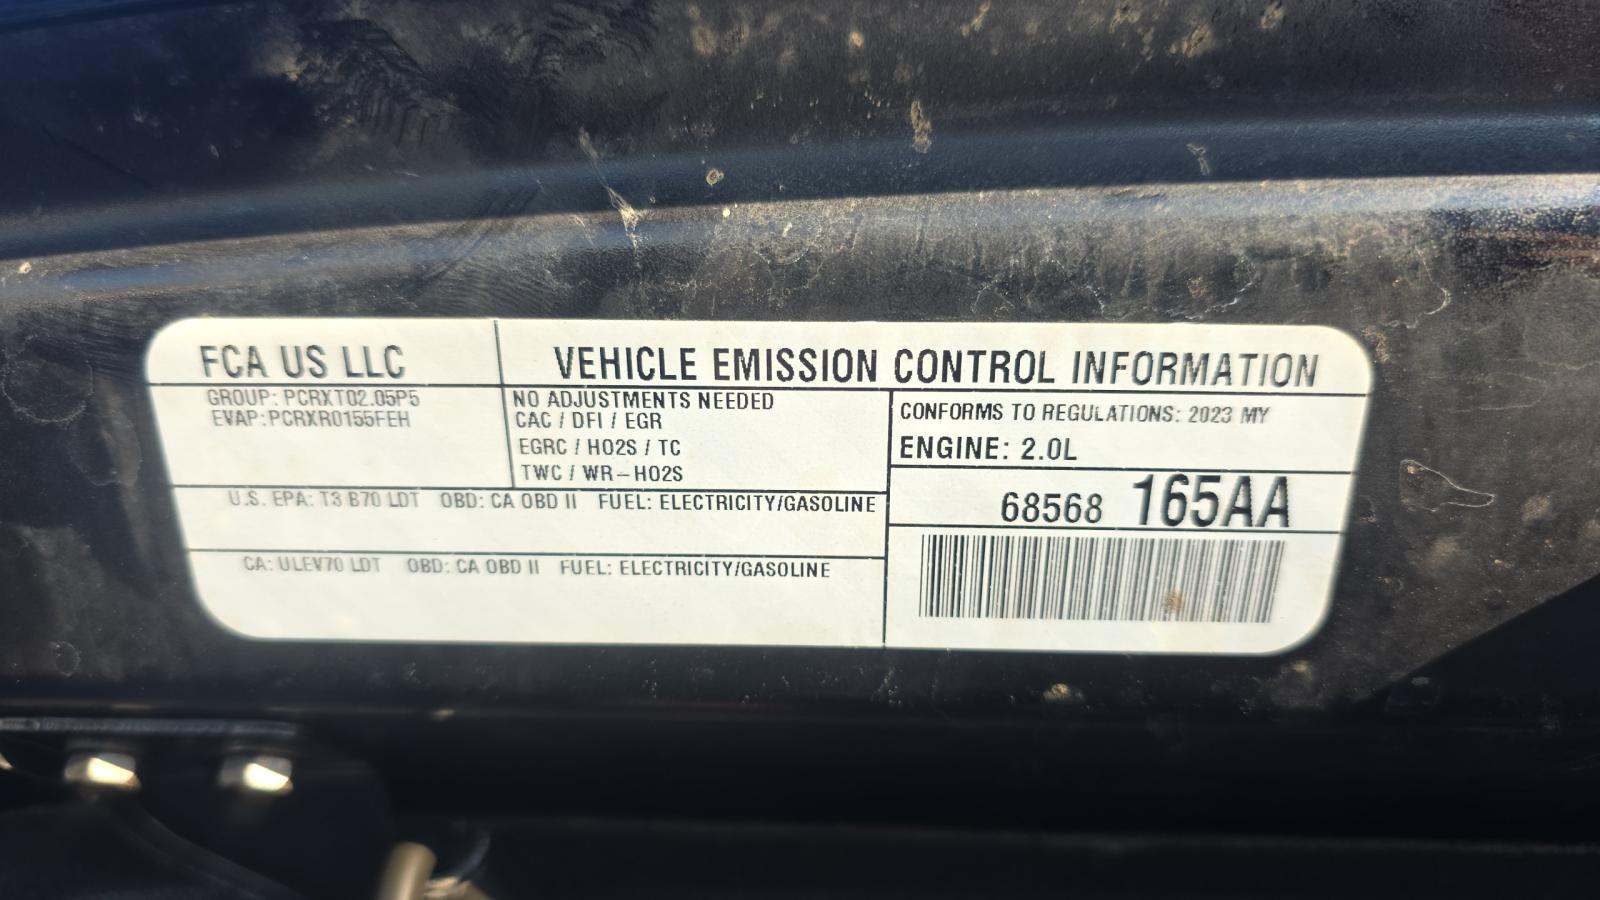 FCA US LLC
VEHICLE EMISSION CONTROL INFORMATION
GROUP: PCRXT02.05P5
EVAP:PCRXR0155FEH
NO ADJUSTMENTS NEEDED
CAC / DFI / EGR
EGRC / HO2S / TC
TWC / WR-HO2S
CONFORMS TO REGULATIONS: 2023 MY
ENGINE: 2.0L
U.S. EPA: T3 B70 LDT OBD: CA OBD II FUEL: ELECTRICITY/GASOLINE
CA: ULEV70 LDT OBD: CA OBD II FUEL: ELECTRICITY/GASOLINE
68568 165AA